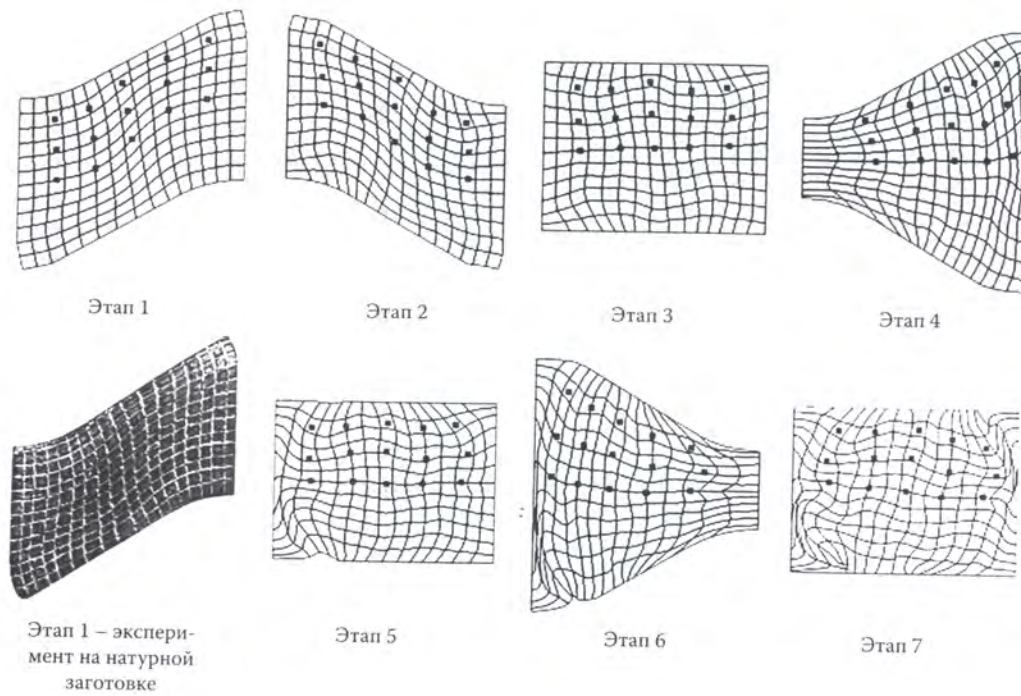 Этап 1
Этап 2
Этап 3
Этап 4
Этап 1 – экспери-
мент на натурной
заготовке
Этап 5
Этап 6
Этап 7